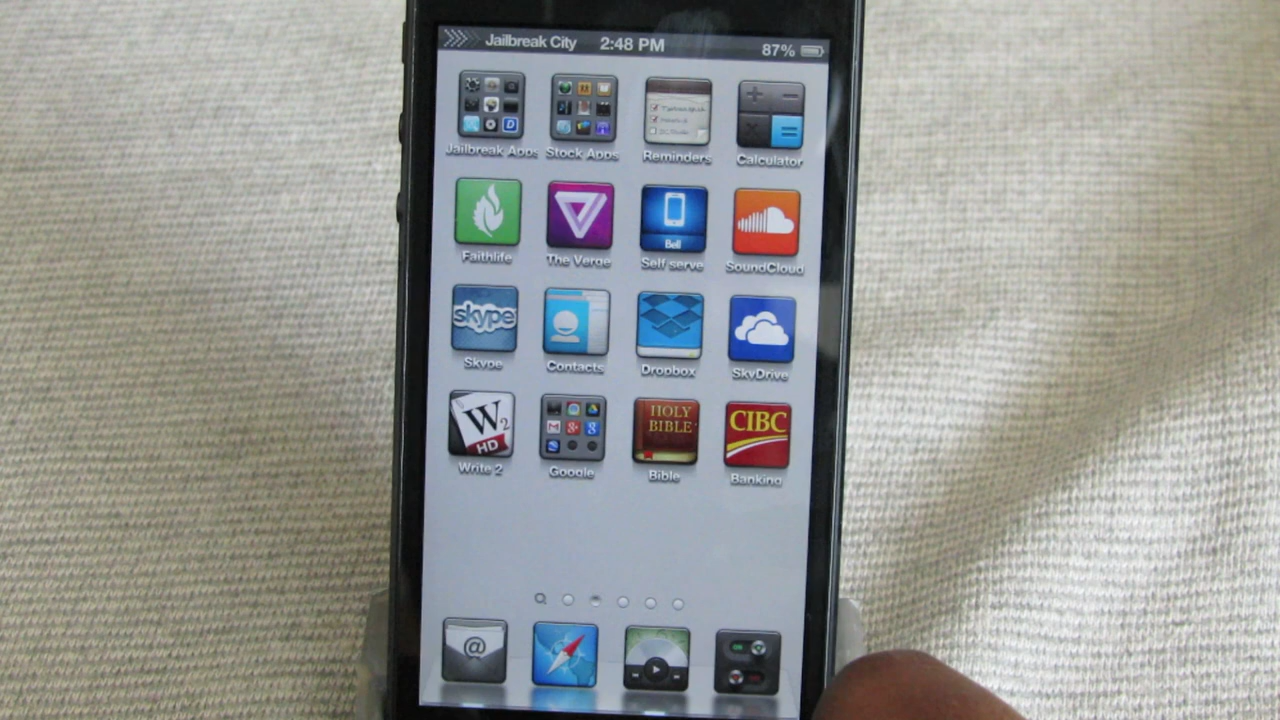 Jailbreak City 2:48 PM 87%
Jailbreak Apps Stock Apps Reminders Calculator
Bell
Faithlife The Verge Self serve SoundCloud
skype
Skype Contacts Dropbox SkyDrive
W2 HD HOLY BIBLE CIBC
Write 2 Google Bible Banking
@